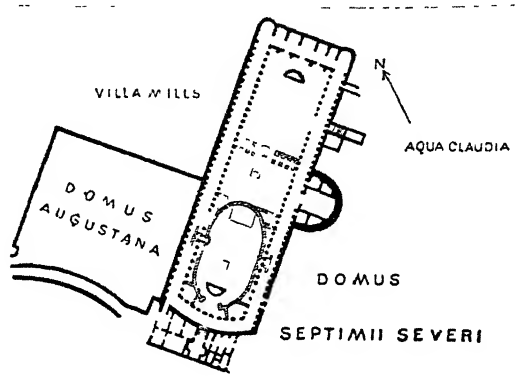 N
VILLA MILLS
AQUA CLAUDIA
DOMUS
AUGUSTANA
DOMUS
SEPTIMII SEVERI